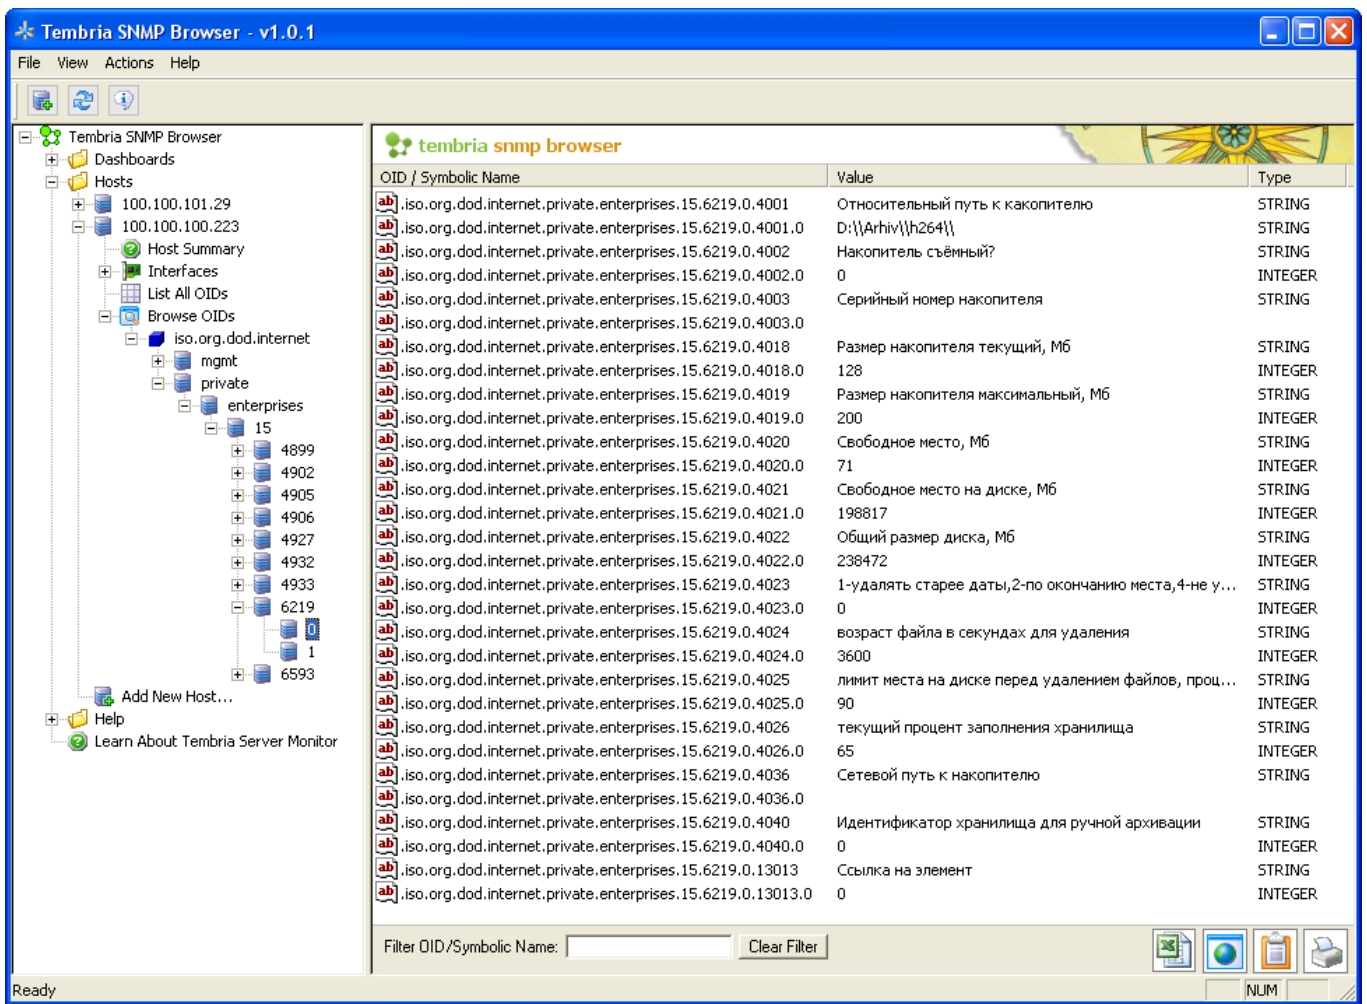 Tembria SNMP Browser - v1.0.1
File View Actions Help
Tembria SNMP Browser
Dashboards
Hosts
100.100.101.29
100.100.100.223
Host Summary
Interfaces
List All OIDs
Browse OIDs
iso.org.dod.internet
mgmt
private
enterprises
15
4899
4902
4905
4906
4927
4932
4933
6219
0
1
6593
Add New Host...
Help
Learn About Tembria Server Monitor
tembria snmp browser
OID / Symbolic Name Value Type
.iso.org.dod.internet.private.enterprises.15.6219.0.4001 Относительный путь к какопителю STRING
.iso.org.dod.internet.private.enterprises.15.6219.0.4001.0 D:\\Arhiv\\h264\\ STRING
.iso.org.dod.internet.private.enterprises.15.6219.0.4002 Накопитель съёмный? STRING
.iso.org.dod.internet.private.enterprises.15.6219.0.4002.0 0 INTEGER
.iso.org.dod.internet.private.enterprises.15.6219.0.4003 Серийный номер накопителя STRING
.iso.org.dod.internet.private.enterprises.15.6219.0.4003.0
.iso.org.dod.internet.private.enterprises.15.6219.0.4018 Размер накопителя текущий, Мб STRING
.iso.org.dod.internet.private.enterprises.15.6219.0.4018.0 128 INTEGER
.iso.org.dod.internet.private.enterprises.15.6219.0.4019 Размер накопителя максимальный, Мб STRING
.iso.org.dod.internet.private.enterprises.15.6219.0.4019.0 200 INTEGER
.iso.org.dod.internet.private.enterprises.15.6219.0.4020 Свободное место, Мб STRING
.iso.org.dod.internet.private.enterprises.15.6219.0.4020.0 71 INTEGER
.iso.org.dod.internet.private.enterprises.15.6219.0.4021 Свободное место на диске, Мб STRING
.iso.org.dod.internet.private.enterprises.15.6219.0.4021.0 198817 INTEGER
.iso.org.dod.internet.private.enterprises.15.6219.0.4022 Общий размер диска, Мб STRING
.iso.org.dod.internet.private.enterprises.15.6219.0.4022.0 238472 INTEGER
.iso.org.dod.internet.private.enterprises.15.6219.0.4023 1-удалять старее даты,2-по окончанию места,4-не у... STRING
.iso.org.dod.internet.private.enterprises.15.6219.0.4023.0 0 INTEGER
.iso.org.dod.internet.private.enterprises.15.6219.0.4024 возраст файла в секундах для удаления STRING
.iso.org.dod.internet.private.enterprises.15.6219.0.4024.0 3600 INTEGER
.iso.org.dod.internet.private.enterprises.15.6219.0.4025 лимит места на диске перед удалением файлов, проц... STRING
.iso.org.dod.internet.private.enterprises.15.6219.0.4025.0 90 INTEGER
.iso.org.dod.internet.private.enterprises.15.6219.0.4026 текущий процент заполнения хранилища STRING
.iso.org.dod.internet.private.enterprises.15.6219.0.4026.0 65 INTEGER
.iso.org.dod.internet.private.enterprises.15.6219.0.4036 Сетевой путь к накопителю STRING
.iso.org.dod.internet.private.enterprises.15.6219.0.4036.0
.iso.org.dod.internet.private.enterprises.15.6219.0.4040 Идентификатор хранилища для ручной архивации STRING
.iso.org.dod.internet.private.enterprises.15.6219.0.4040.0 0 INTEGER
.iso.org.dod.internet.private.enterprises.15.6219.0.13013 Ссылка на элемент STRING
.iso.org.dod.internet.private.enterprises.15.6219.0.13013.0 0 INTEGER
Filter OID/Symbolic Name: Clear Filter
Ready NUM